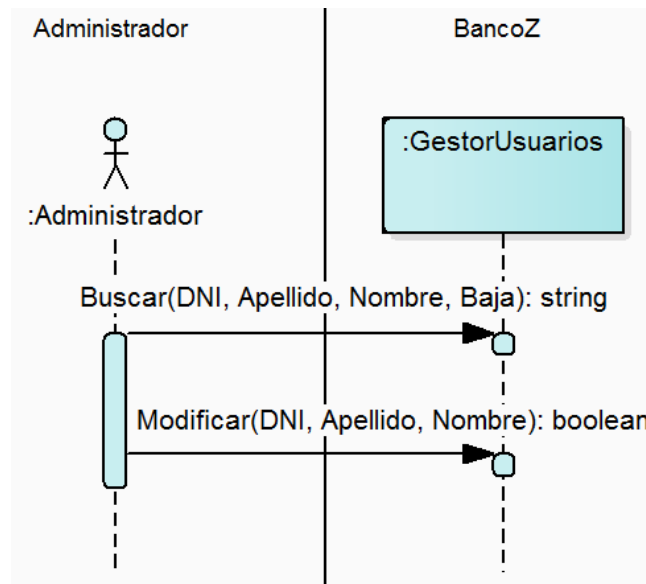 Administrador
BancoZ
:GestorUsuarios
:Administrador
Buscar(DNI, Apellido, Nombre, Baja): string
Modificar(DNI, Apellido, Nombre): boolean